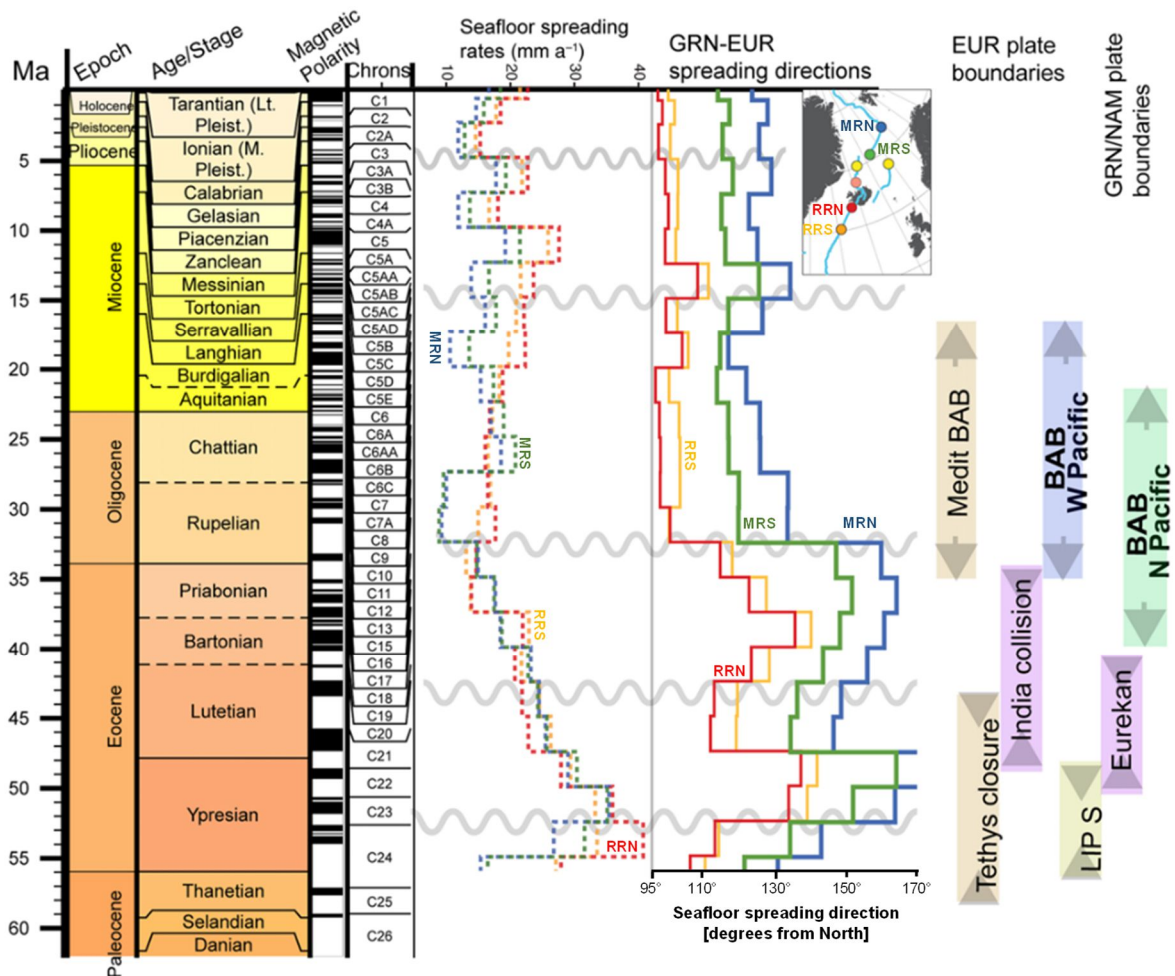 Ma
Epoch
Age/Stage
Magnetic
Polarity
Chrons
Seafloor spreading
rates (mm a⁻¹)
10
20
30
40
GRN-EUR
spreading directions
EUR plate
boundaries
GRN/NAM plate
boundaries
5
10
15
20
25
30
35
40
45
50
55
60
Holocene
Pleistocene
Pliocene
Miocene
Oligocene
Eocene
Paleocene
Tarantian (Lt.
Pleist.)
Ionian (M.
Pleist.)
Calabrian
Gelasian
Piacenzian
Zanclean
Messinian
Tortonian
Serravallian
Langhian
Burdigalian
Aquitanian
Chattian
Rupelian
Priabonian
Bartonian
Lutetian
Ypresian
Thanetian
Selandian
Danian
C1
C2
C2A
C3
C3A
C3B
C4
C4A
C5
C5A
C5AA
C5AB
C5AC
C5AD
C5B
C5C
C5D
C5E
C6
C6A
C6AA
C6B
C6C
C7
C7A
C8
C9
C10
C11
C12
C13
C15
C16
C17
C18
C19
C20
C21
C22
C23
C24
C25
C26
MRN
MRS
RRS
RRN
RRS
MRS
MRN
RRN
MRN
MRS
RRN
RRS
95°
110°
130°
150°
170°
Seafloor spreading direction
[degrees from North]
Medit BAB
BAB
W Pacific
BAB
N Pacific
India collision
Eurekan
Tethys closure
LIP S